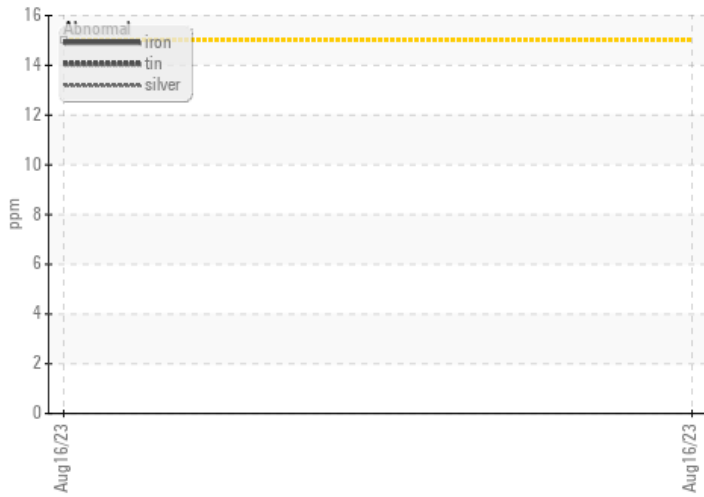 16
14
12
10
8
6
4
2
0
ppm
Abnormal
iron
tin
silver
Aug16/23
Aug16/23